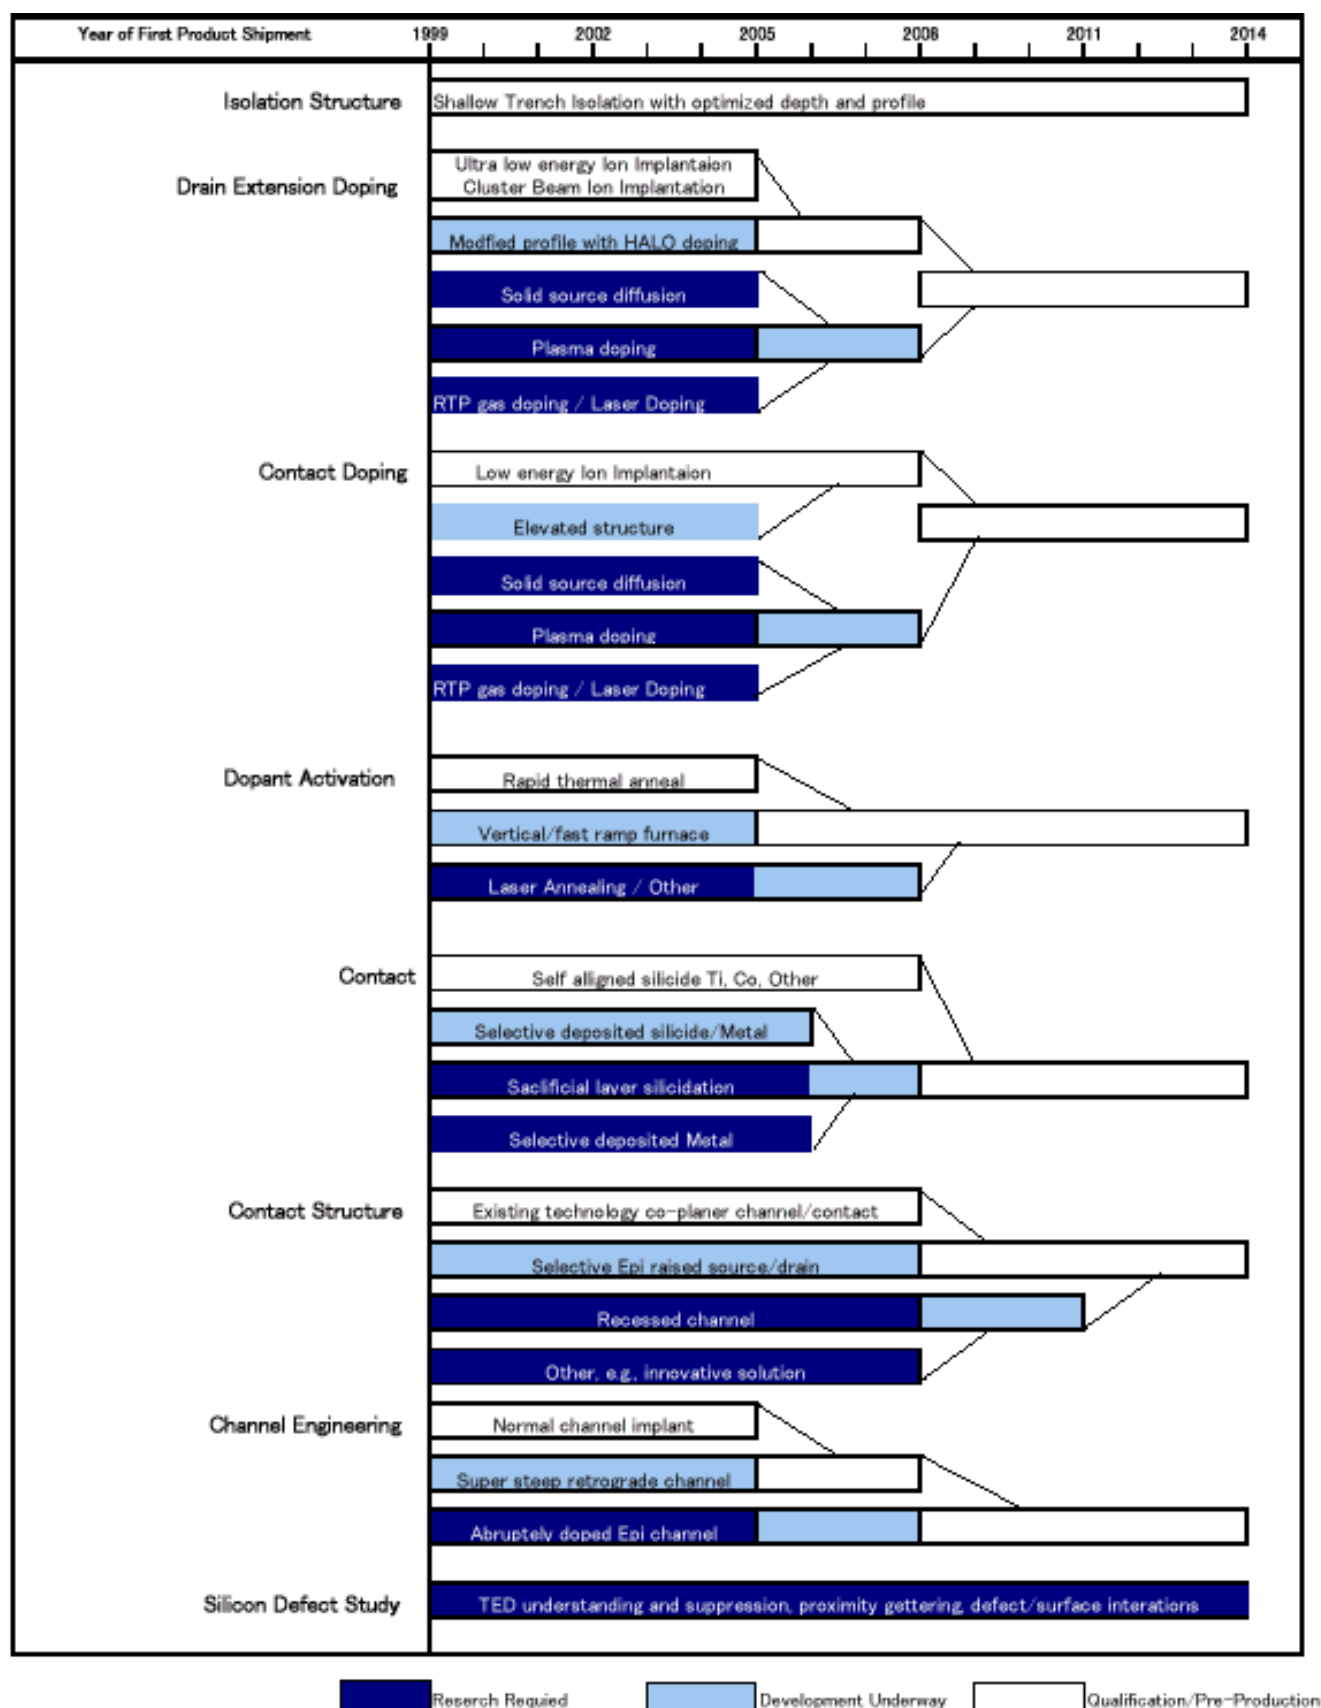 Year of First Product Shipment 1999 2002 2005 2008 2011 2014
Isolation Structure
Shallow Trench Isolation with optimized depth and profile
Drain Extension Doping
Ultra low energy Ion Implantaion
Cluster Beam Ion Implantation
Modfied profile with HALO doping
Solid source diffusion
Plasma doping
RTP gas doping / Laser Doping
Contact Doping
Low energy Ion Implantaion
Elevated structure
Solid source diffusion
Plasma doping
RTP gas doping / Laser Doping
Dopant Activation
Rapid thermal anneal
Vertical/fast ramp furnace
Laser Annealing / Other
Contact
Self alligned silicide Ti, Co, Other
Selective deposited silicide/Metal
Saclificial layer silicidation
Selective deposited Metal
Contact Structure
Existing technology co-planer channel/contact
Selective Epi raised source/drain
Recessed channel
Other, e.g., innovative solution
Channel Engineering
Normal channel implant
Super steep retrograde channel
Abruptely doped Epi channel
Silicon Defect Study
TED understanding and suppression, proximity gettering, defect/surface interations
Reserch Requied
Development Underway
Qualification/Pre-Production